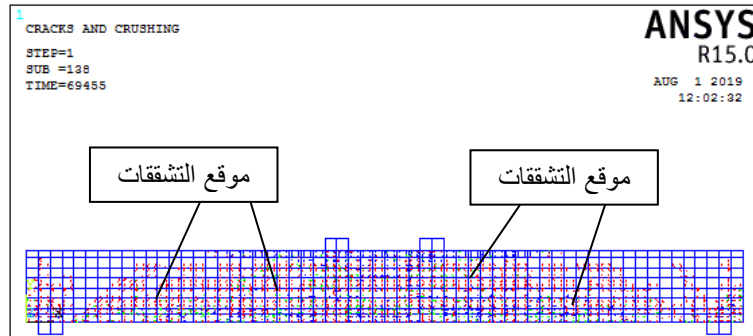 1
CRACKS AND CRUSHING
STEP=1
SUB =138
TIME=69455
ANSYS
R15.0
AUG 1 2019
12:02:32
موقع التشققات
موقع التشققات